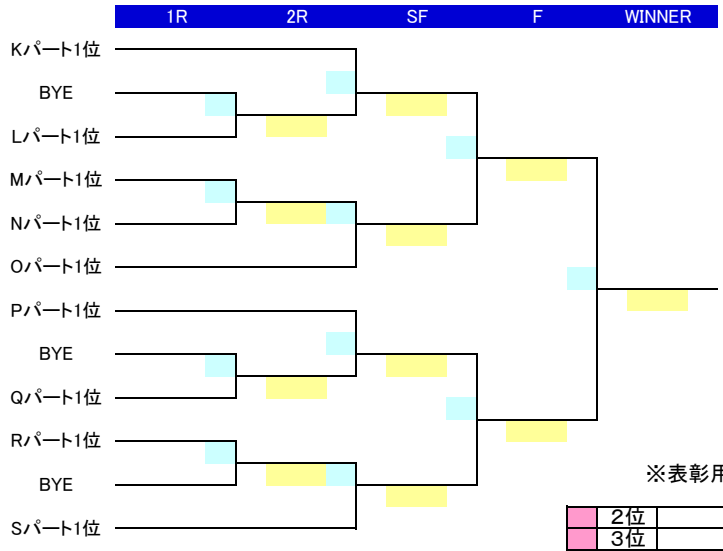 1R 2R SF F WINNER
Kパート1位
BYE
Lパート1位
Mパート1位
Nパート1位
Oパート1位
Pパート1位
BYE
Qパート1位
Rパート1位
BYE
Sパート1位
※表彰用
2位
3位